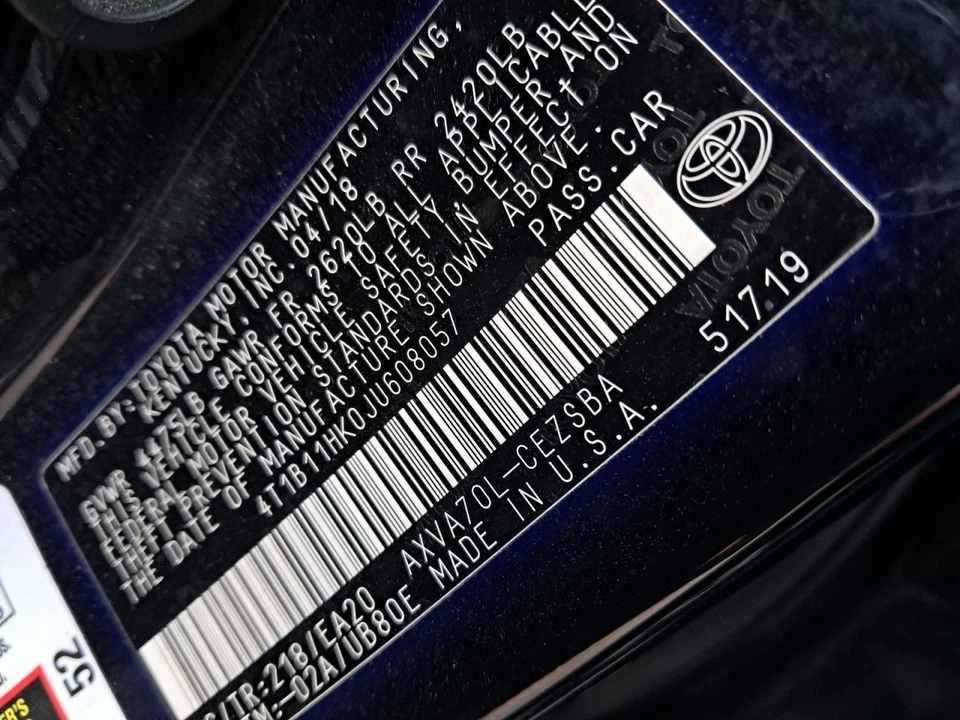 MFD.BY:TOYOTA MOTOR MANUFACTURING,
KENTUCKY,INC. 04/18
GVWR 4475LB GAWR FR 2620LB RR 2420LB
THIS VEHICLE CONFORMS TO ALL APPLICABLE
FEDERAL MOTOR VEHICLE SAFETY, BUMPER, AND
THEFT PREVENTION STANDARDS IN EFFECT ON
THE DATE OF MANUFACTURE SHOWN ABOVE.
4T1B11HK0JU608057 PASS.CAR
C/TR:218/EA20 AXVA70L-CEZSBA
02A/UB80E MADE IN U.S.A.
51719
TOYOTA
52